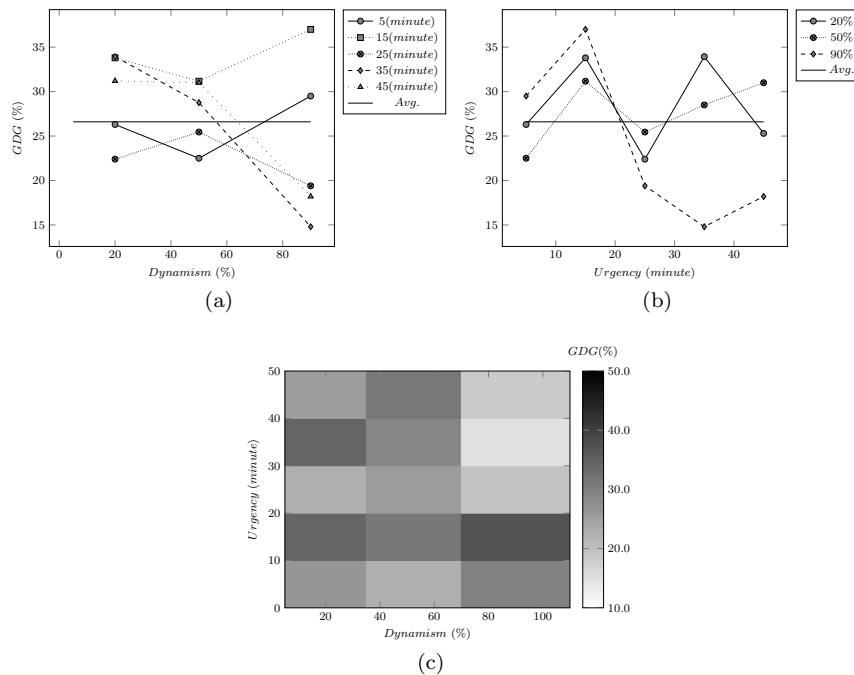 35
30
25
20
15
GDG (%)
0 20 40 60 80
Dynamism (%)
5(minute)
15(minute)
25(minute)
35(minute)
45(minute)
Avg.
(a)
35
30
25
20
15
GDG (%)
10 20 30 40
Urgency (minute)
20%
50%
90%
Avg.
(b)
GDG(%)
50
40
30
20
10
0
Urgency (minute)
20 40 60 80 100
Dynamism (%)
50.0
40.0
30.0
20.0
10.0
(c)